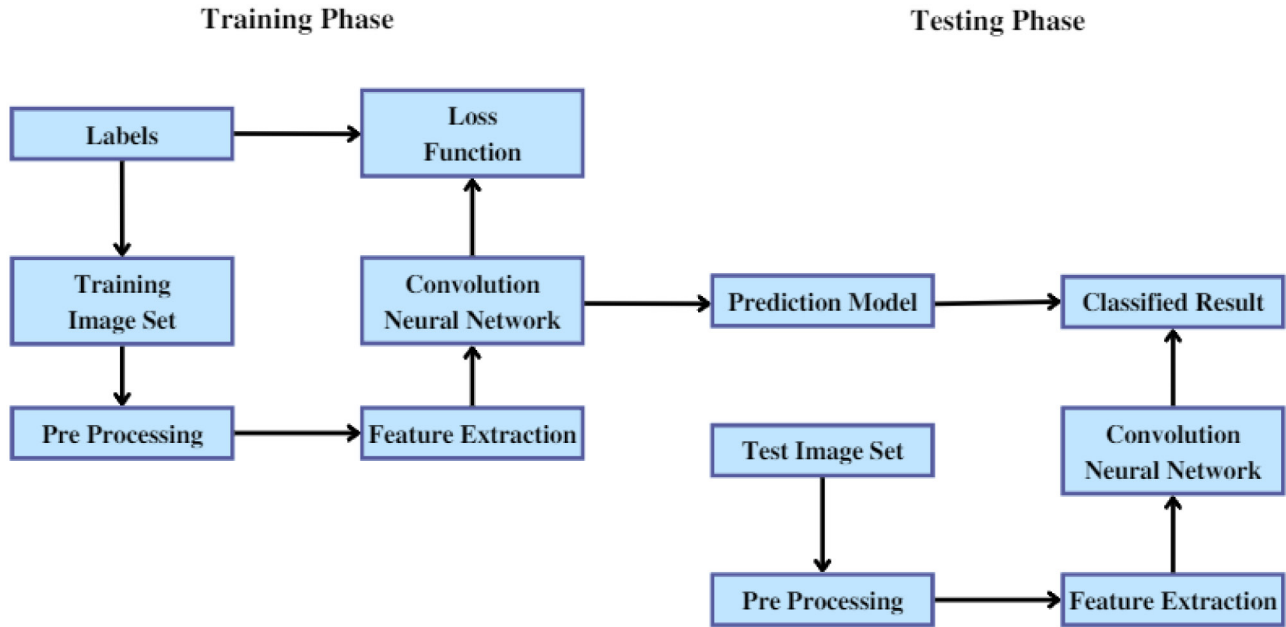 Training Phase
Testing Phase
Labels
Loss
Function
Training
Image Set
Convolution
Neural Network
Prediction Model
Classified Result
Pre Processing
Feature Extraction
Test Image Set
Convolution
Neural Network
Pre Processing
Feature Extraction